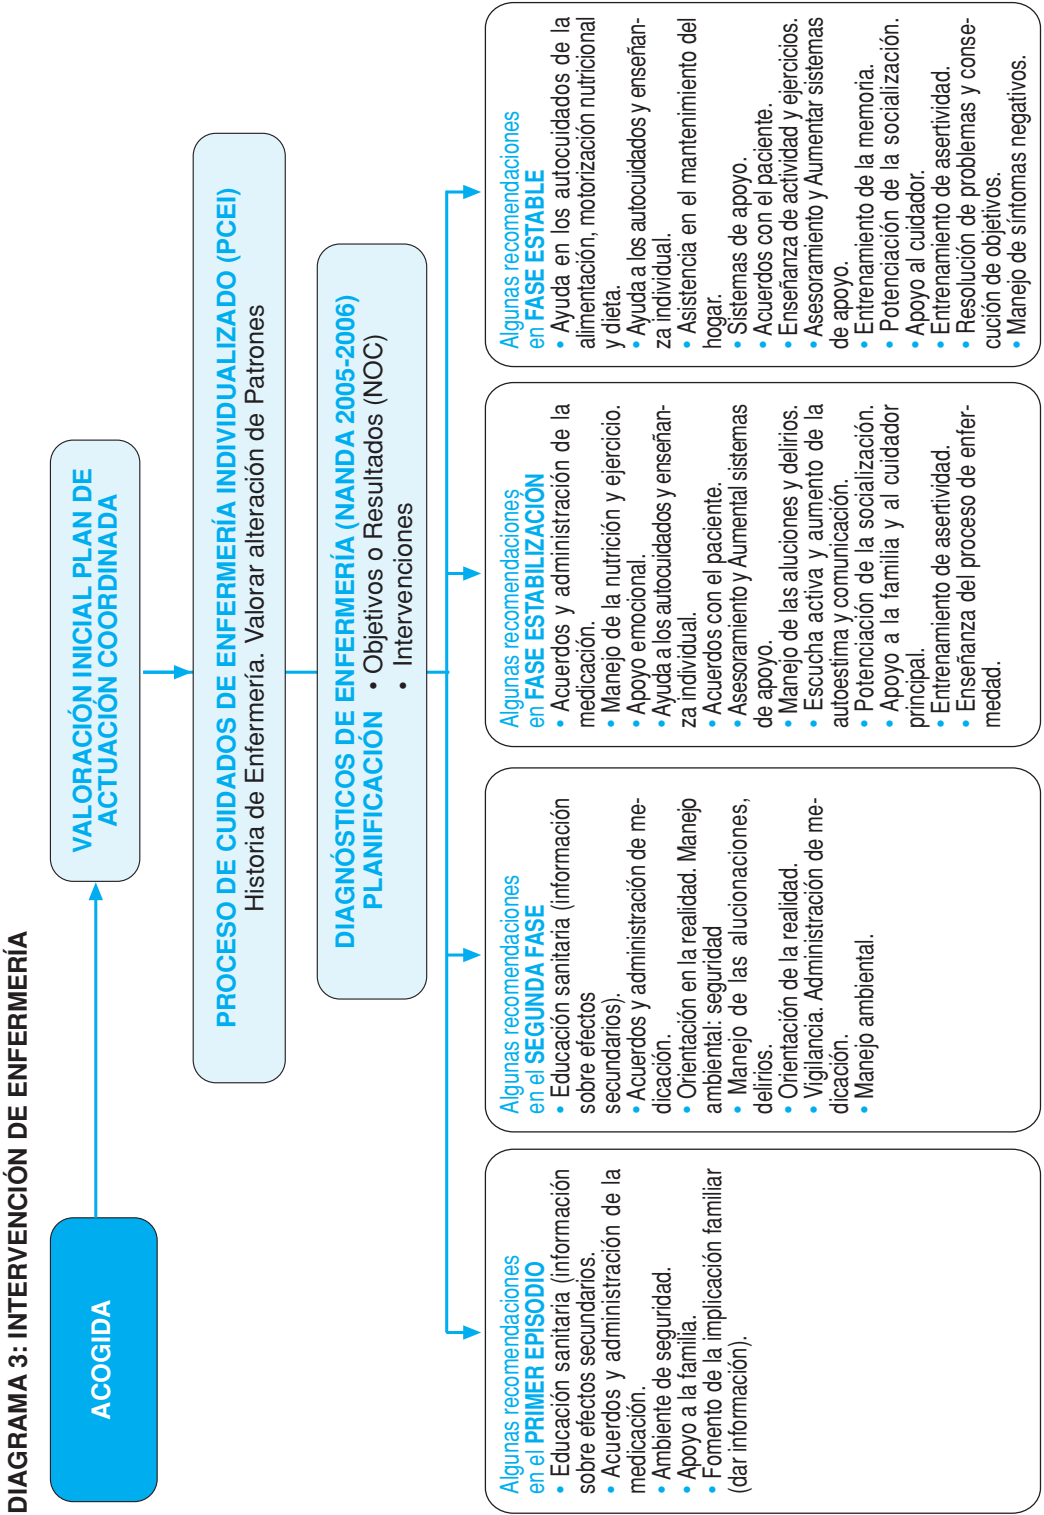 DIAGRAMA 3: INTERVENCIÓN DE ENFERMERÍA
ACOGIDA
VALORACIÓN INICIAL PLAN DE
ACTUACIÓN COORDINADA
PROCESO DE CUIDADOS DE ENFERMERÍA INDIVIDUALIZADO (PCEI)
Historia de Enfermería. Valorar alteración de Patrones
DIAGNÓSTICOS DE ENFERMERÍA (NANDA 2005-2006)
PLANIFICACIÓN • Objetivos o Resultados (NOC)
• Intervenciones
Algunas recomendaciones
en el PRIMER EPISODIO
• Educación sanitaria (información
sobre efectos secundarios.
• Acuerdos y administración de la
medicación.
• Ambiente de seguridad.
• Apoyo a la familia.
• Fomento de la implicación familiar
(dar información).
Algunas recomendaciones
en el SEGUNDA FASE
• Educación sanitaria (información
sobre efectos
secundarios).
• Acuerdos y administración de me-
dicación.
• Orientación en la realidad. Manejo
ambiental: seguridad
• Manejo de las alucionaciones,
delirios.
• Orientación de la realidad.
• Vigilancia. Administración de me-
dicación.
• Manejo ambiental.
Algunas recomendaciones
en FASE ESTABILIZACIÓN
• Acuerdos y administración de la
medicación.
• Manejo de la nutrición y ejercicio.
• Apoyo emocional.
• Ayuda a los autocuidados y enseñan-
za individual.
• Acuerdos con el paciente.
• Asesoramiento y Aumental sistemas
de apoyo.
• Manejo de las aluciones y delirios.
• Escucha activa y aumento de la
autoestima y comunicación.
• Potenciación de la socialización.
• Apoyo a la familia y al cuidador
principal.
• Entrenamiento de asertividad.
• Enseñanza del proceso de enfer-
medad.
Algunas recomendaciones
en FASE ESTABLE
• Ayuda en los autocuidados de la
alimentación, motorización nutricional
y dieta.
• Ayuda a los autocuidados y enseñan-
za individual.
• Asistencia en el mantenimiento del
hogar.
• Sistemas de apoyo.
• Acuerdos con el paciente.
• Enseñanza de actividad y ejercicios.
• Asesoramiento y Aumentar sistemas
de apoyo.
• Entrenamiento de la memoria.
• Potenciación de la socialización.
• Apoyo al cuidador.
• Entrenamiento de asertividad.
• Resolución de problemas y conse-
cución de objetivos.
• Manejo de síntomas negativos.